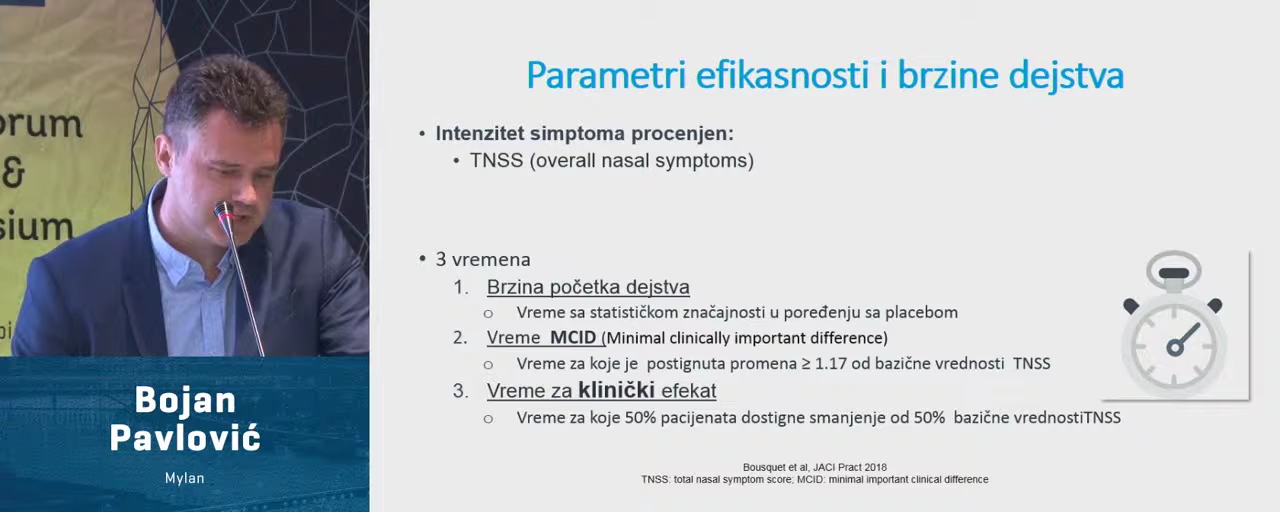 orum
&
sium
Bojan
Pavlović
Mylan
Parametri efikasnosti i brzine dejstva
• Intenzitet simptoma procenjen:
• TNSS (overall nasal symptoms)
• 3 vremena
1. Brzina početka dejstva
o Vreme sa statističkom značajnosti u poređenju sa placebom
2. Vreme MCID (Minimal clinically important difference)
o Vreme za koje je postignuta promena ≥ 1.17 od bazične vrednosti TNSS
3. Vreme za klinički efekat
o Vreme za koje 50% pacijenata dostigne smanjenje od 50% bazične vrednostiTNSS
Bousquet et al, JACI Pract 2018
TNSS: total nasal symptom score; MCID: minimal important clinical difference